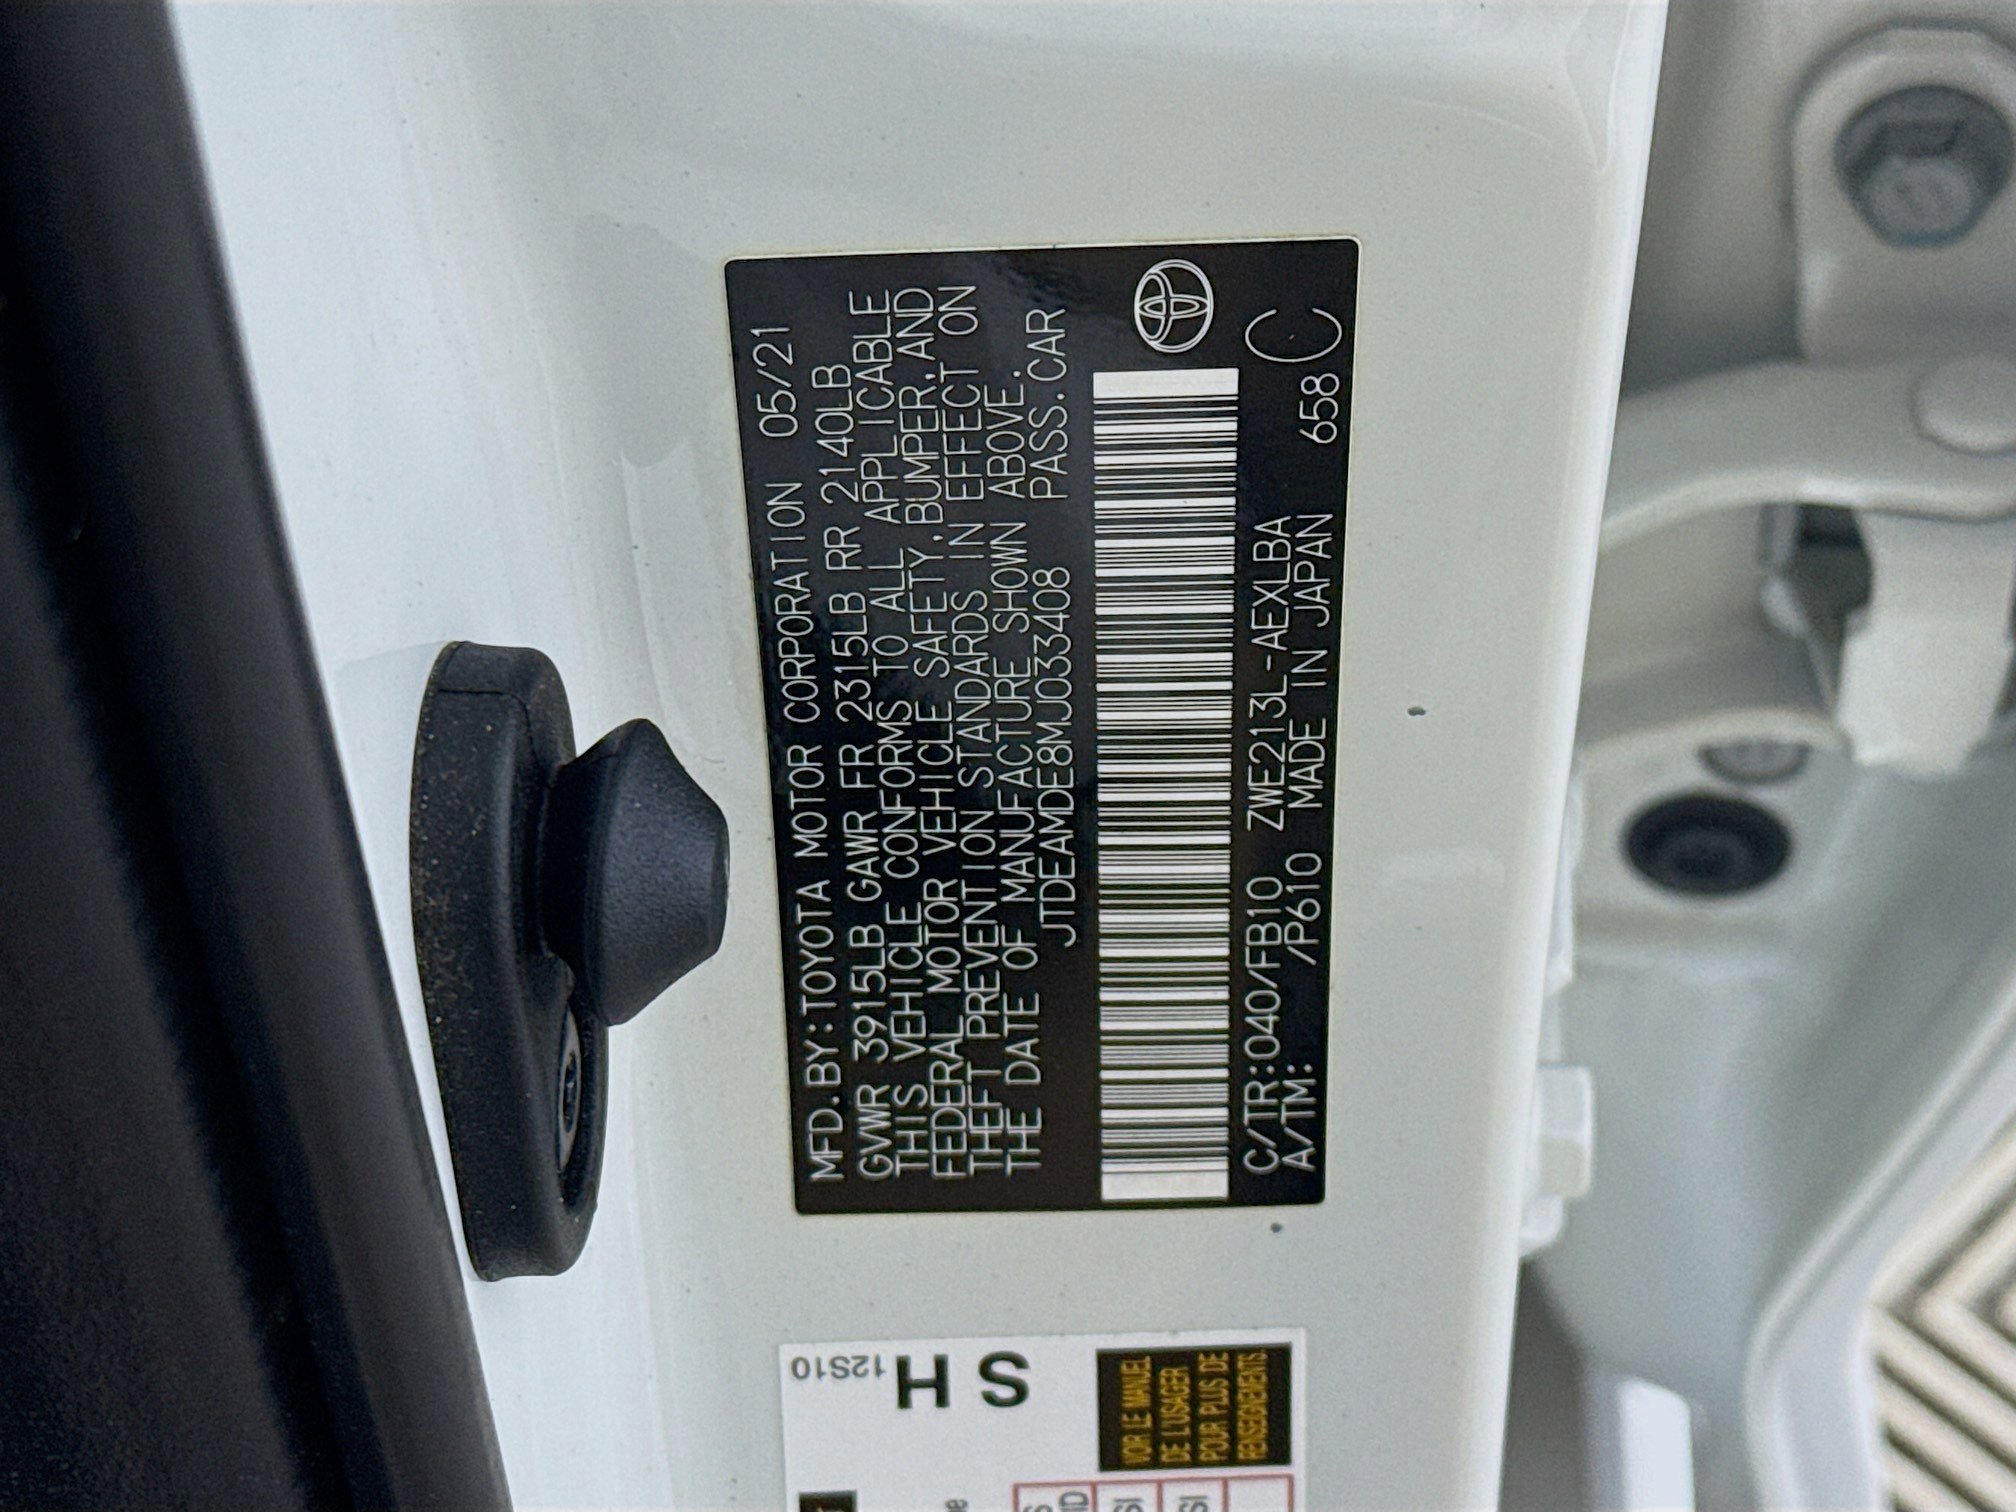 MFD.BY:TOYOTA MOTOR CORPORATION 05/21
GVWR 3915LB GAWR FR 2315LB RR 2140LB
THIS VEHICLE CONFORMS TO ALL APPLICABLE
FEDERAL MOTOR VEHICLE SAFETY,BUMPER,AND
THEFT PREVENTION STANDARDS IN EFFECT ON
THE DATE OF MANUFACTURE SHOWN ABOVE.
JTDEAMDE8MJ033408 PASS.CAR
C/TR:040/FB10 ZWE213L-AEXLBA
A/TM: /P610 MADE IN JAPAN 658 C
12S10
H
S
VOIR LE MANUEL
DE L'USAGER
POUR PLUS DE
RENSEIGNEMENTS.